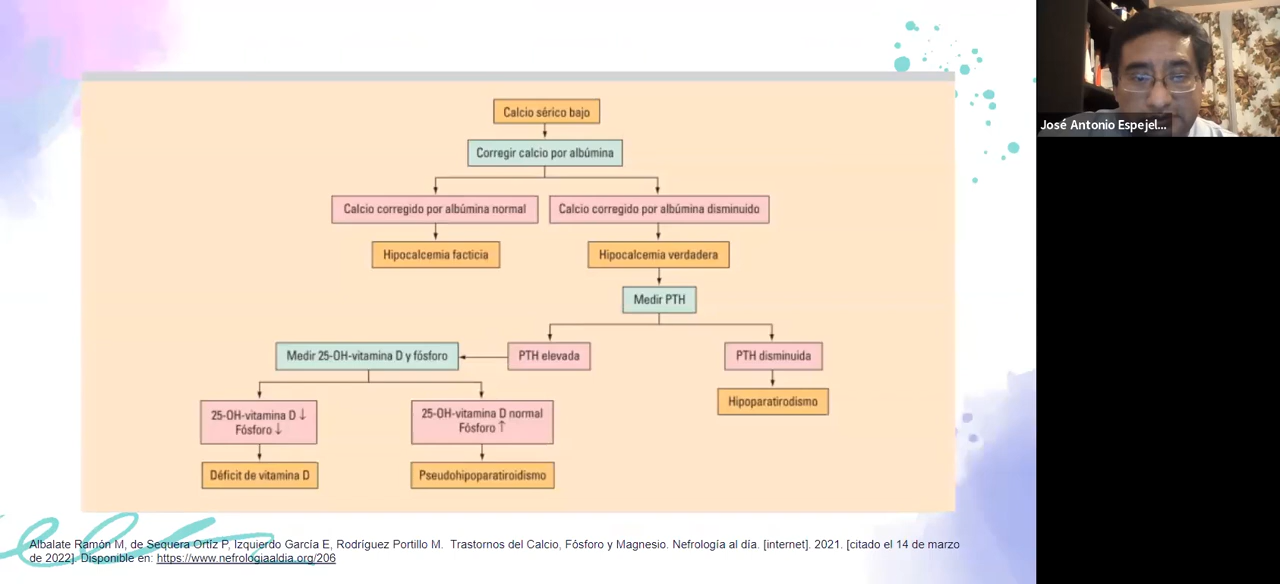 Calcio sérico bajo
Corregir calcio por albúmina
Calcio corregido por albúmina normal
Calcio corregido por albúmina disminuido
Hipocalcemia facticia
Hipocalcemia verdadera
Medir PTH
Medir 25-OH-vitamina D y fósforo
PTH elevada
PTH disminuida
Hipoparatirodismo
25-OH-vitamina D ↓
Fósforo ↓
25-OH-vitamina D normal
Fósforo ↑
Déficit de vitamina D
Pseudohipoparatiroidismo
Albalate Ramón M, de Sequera Ortíz P, Izquierdo García E, Rodríguez Portillo M. Trastornos del Calcio, Fósforo y Magnesio. Nefrología al día. [internet]. 2021. [citado el 14 de marzo
de 2022]. Disponible en: https://www.nefrologiaaldia.org/206
José Antonio Espejel...